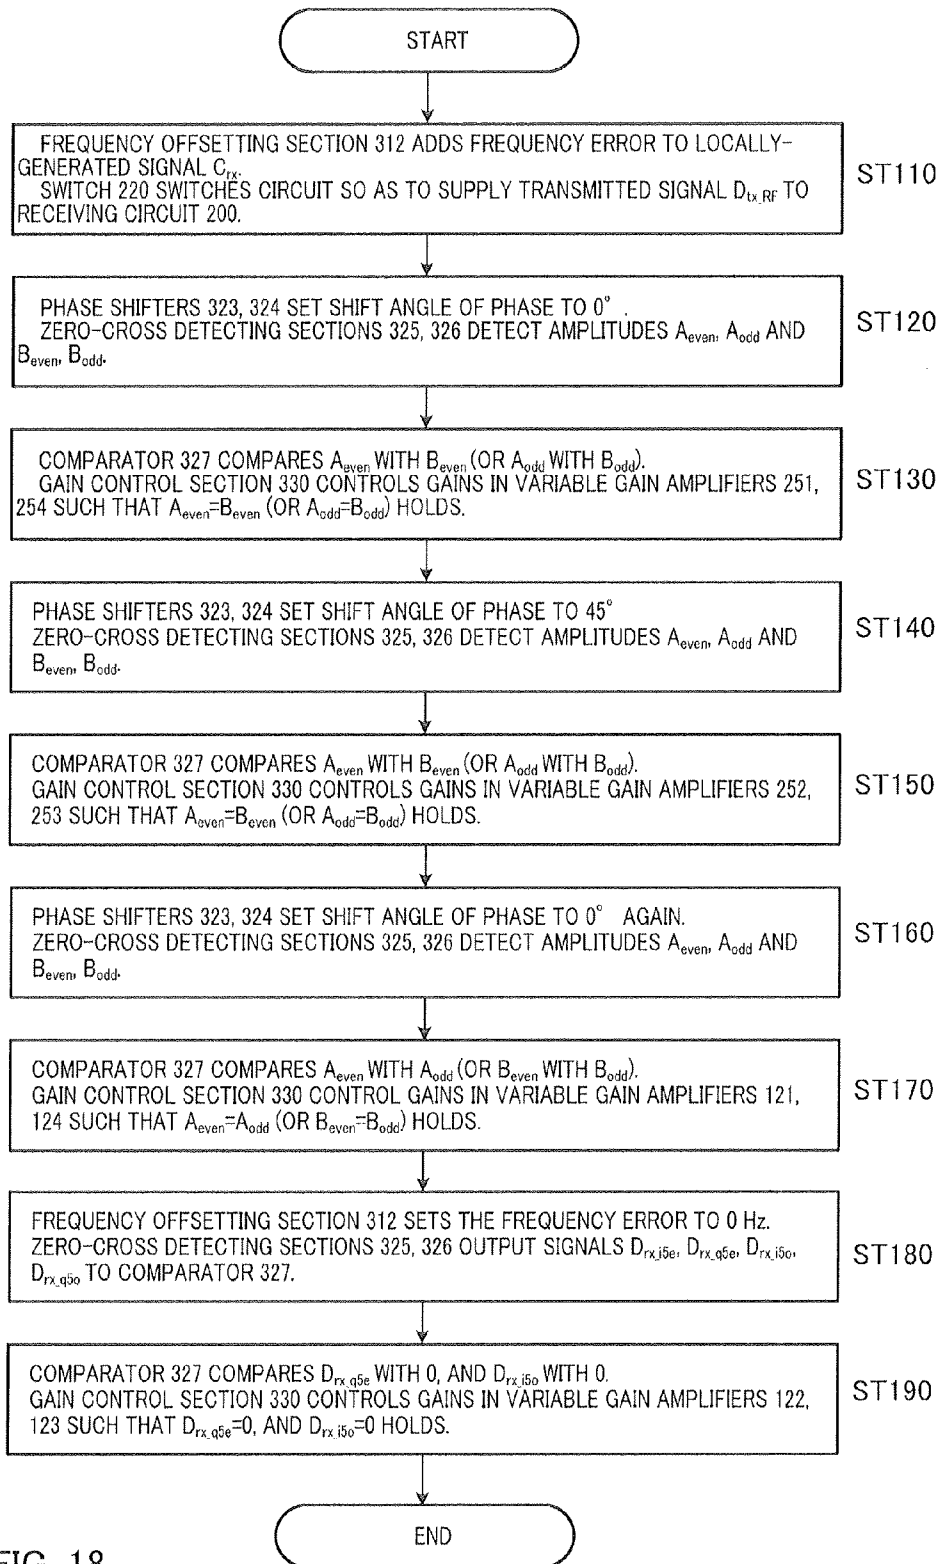 START
FREQUENCY OFFSETTING SECTION 312 ADDS FREQUENCY ERROR TO LOCALLY-
GENERATED SIGNAL Crx.
SWITCH 220 SWITCHES CIRCUIT SO AS TO SUPPLY TRANSMITTED SIGNAL Dtx_RF TO
RECEIVING CIRCUIT 200.
ST110
PHASE SHIFTERS 323, 324 SET SHIFT ANGLE OF PHASE TO 0° .
ZERO-CROSS DETECTING SECTIONS 325, 326 DETECT AMPLITUDES Aeven, Aodd AND
Beven, Bodd.
ST120
COMPARATOR 327 COMPARES Aeven WITH Beven (OR Aodd WITH Bodd).
GAIN CONTROL SECTION 330 CONTROLS GAINS IN VARIABLE GAIN AMPLIFIERS 251,
254 SUCH THAT Aeven=Beven (OR Aodd=Bodd) HOLDS.
ST130
PHASE SHIFTERS 323, 324 SET SHIFT ANGLE OF PHASE TO 45°
ZERO-CROSS DETECTING SECTIONS 325, 326 DETECT AMPLITUDES Aeven, Aodd AND
Beven, Bodd.
ST140
COMPARATOR 327 COMPARES Aeven WITH Beven (OR Aodd WITH Bodd).
GAIN CONTROL SECTION 330 CONTROLS GAINS IN VARIABLE GAIN AMPLIFIERS 252,
253 SUCH THAT Aeven=Beven (OR Aodd=Bodd) HOLDS.
ST150
PHASE SHIFTERS 323, 324 SET SHIFT ANGLE OF PHASE TO 0° AGAIN.
ZERO-CROSS DETECTING SECTIONS 325, 326 DETECT AMPLITUDES Aeven, Aodd AND
Beven, Bodd.
ST160
COMPARATOR 327 COMPARES Aeven WITH Aodd (OR Beven WITH Bodd).
GAIN CONTROL SECTION 330 CONTROL GAINS IN VARIABLE GAIN AMPLIFIERS 121,
124 SUCH THAT Aeven=Aodd (OR Beven=Bodd) HOLDS.
ST170
FREQUENCY OFFSETTING SECTION 312 SETS THE FREQUENCY ERROR TO 0 Hz.
ZERO-CROSS DETECTING SECTIONS 325, 326 OUTPUT SIGNALS Drx_i5e, Drx_q5e, Drx_i5o,
Drx_q5o TO COMPARATOR 327.
ST180
COMPARATOR 327 COMPARES Drx_q5e WITH 0, AND Drx_i5o WITH 0.
GAIN CONTROL SECTION 330 CONTROLS GAINS IN VARIABLE GAIN AMPLIFIERS 122,
123 SUCH THAT Drx_q5e=0, AND Drx_i5o=0 HOLDS.
ST190
END
FIG. 18